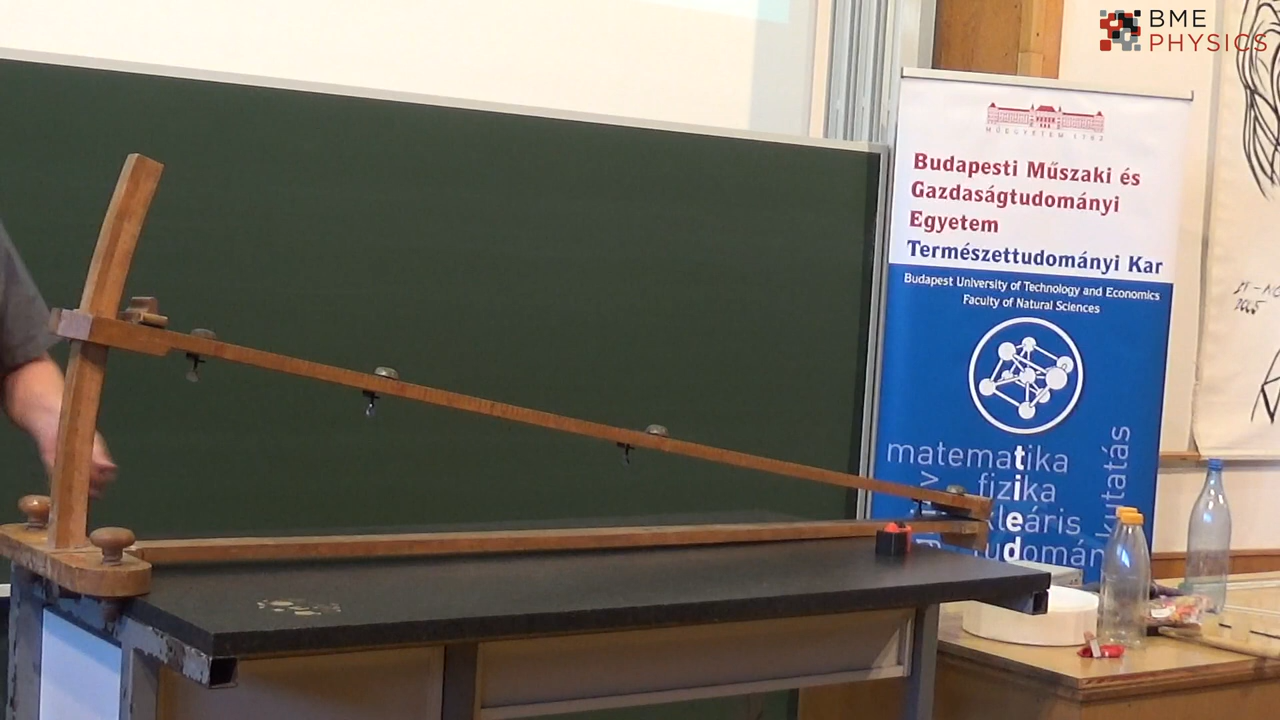 BME
PHYSICS
MŰEGYETEM 1782
Budapesti Műszaki és
Gazdaságtudományi
Egyetem
Természettudományi Kar
Budapest University of Technology and Economics
Faculty of Natural Sciences
matematika
fizika
kutatás